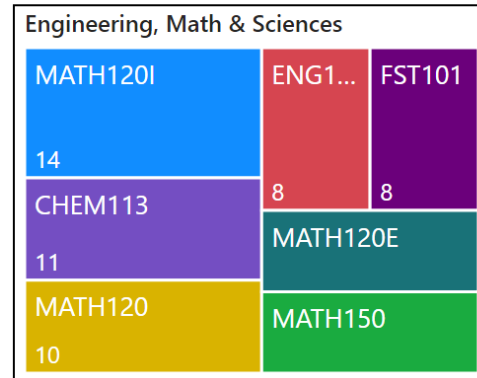 Engineering, Math & Sciences
MATH120I
14
CHEM113
11
MATH120
10
ENG1...
8
FST101
8
MATH120E
MATH150